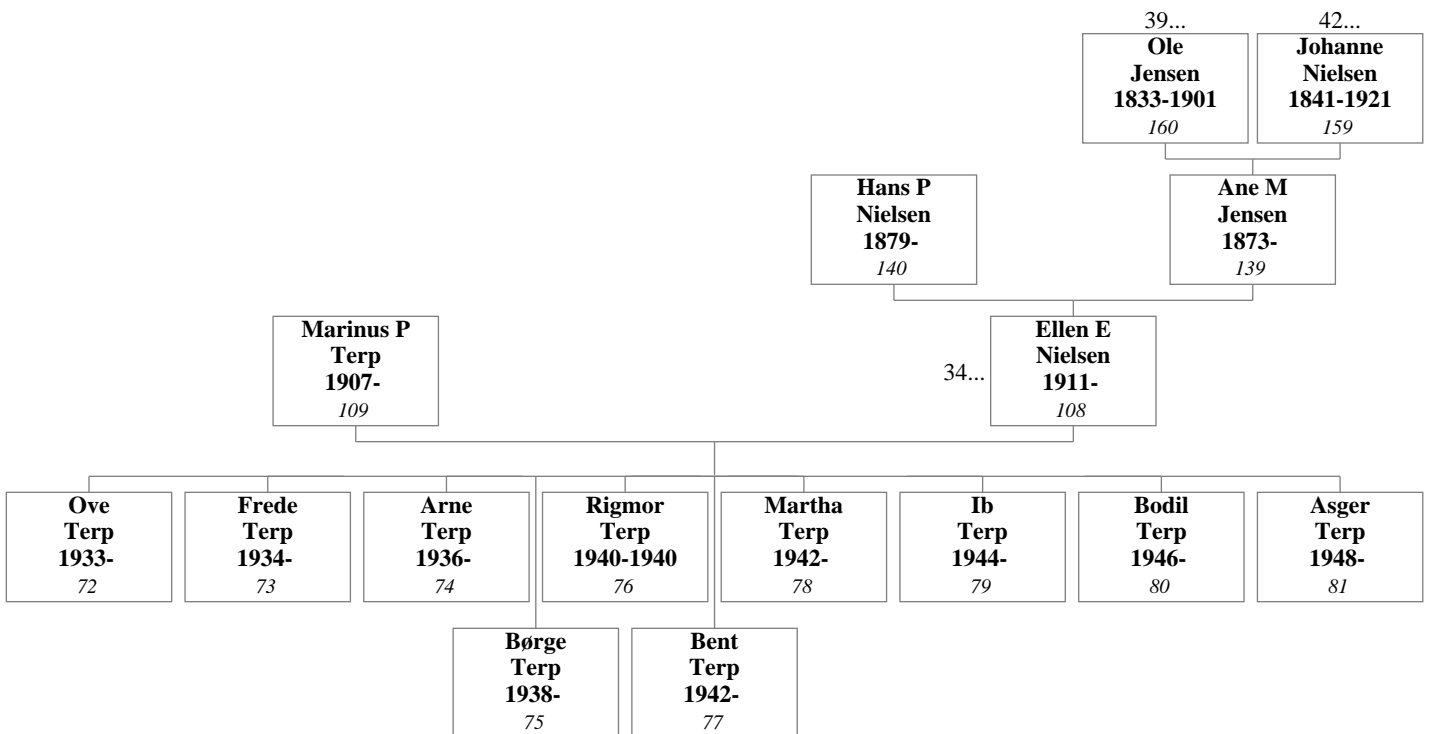 39...
Ole
Jensen
1833-1901
160
42...
Johanne
Nielsen
1841-1921
159
Hans P
Nielsen
1879-
140
Ane M
Jensen
1873-
139
Marinus P
Terp
1907-
109
34...
Ellen E
Nielsen
1911-
108
Ove
Terp
1933-
72
Frede
Terp
1934-
73
Arne
Terp
1936-
74
Rigmor
Terp
1940-1940
76
Martha
Terp
1942-
78
Ib
Terp
1944-
79
Bodil
Terp
1946-
80
Asger
Terp
1948-
81
Børge
Terp
1938-
75
Bent
Terp
1942-
77